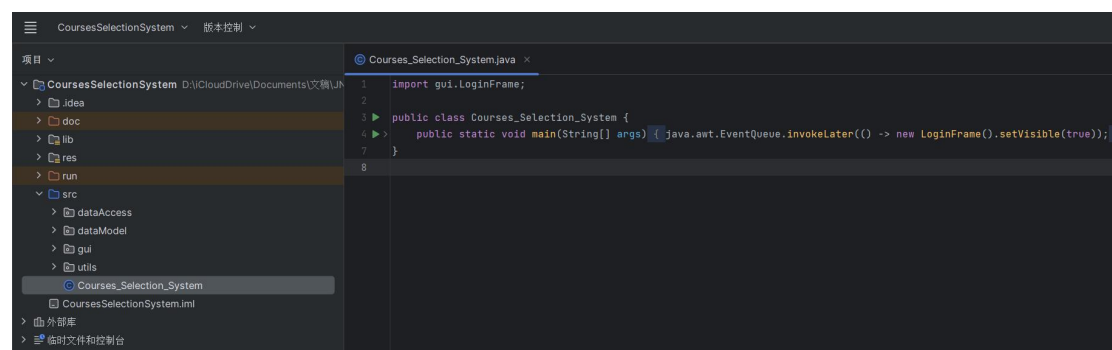 CoursesSelectionSystem 版本控制
项目
CoursesSelectionSystem D:\iCloudDrive\Documents\文稿\JN
.idea
doc
lib
res
run
src
dataAccess
dataModel
gui
utils
Courses_Selection_System
CoursesSelectionSystem.iml
外部库
临时文件和控制台
Courses_Selection_System.java ×
1 import gui.LoginFrame;
2
3 public class Courses_Selection_System {
4 public static void main(String[] args) { java.awt.EventQueue.invokeLater(() -> new LoginFrame().setVisible(true));
7 }
8